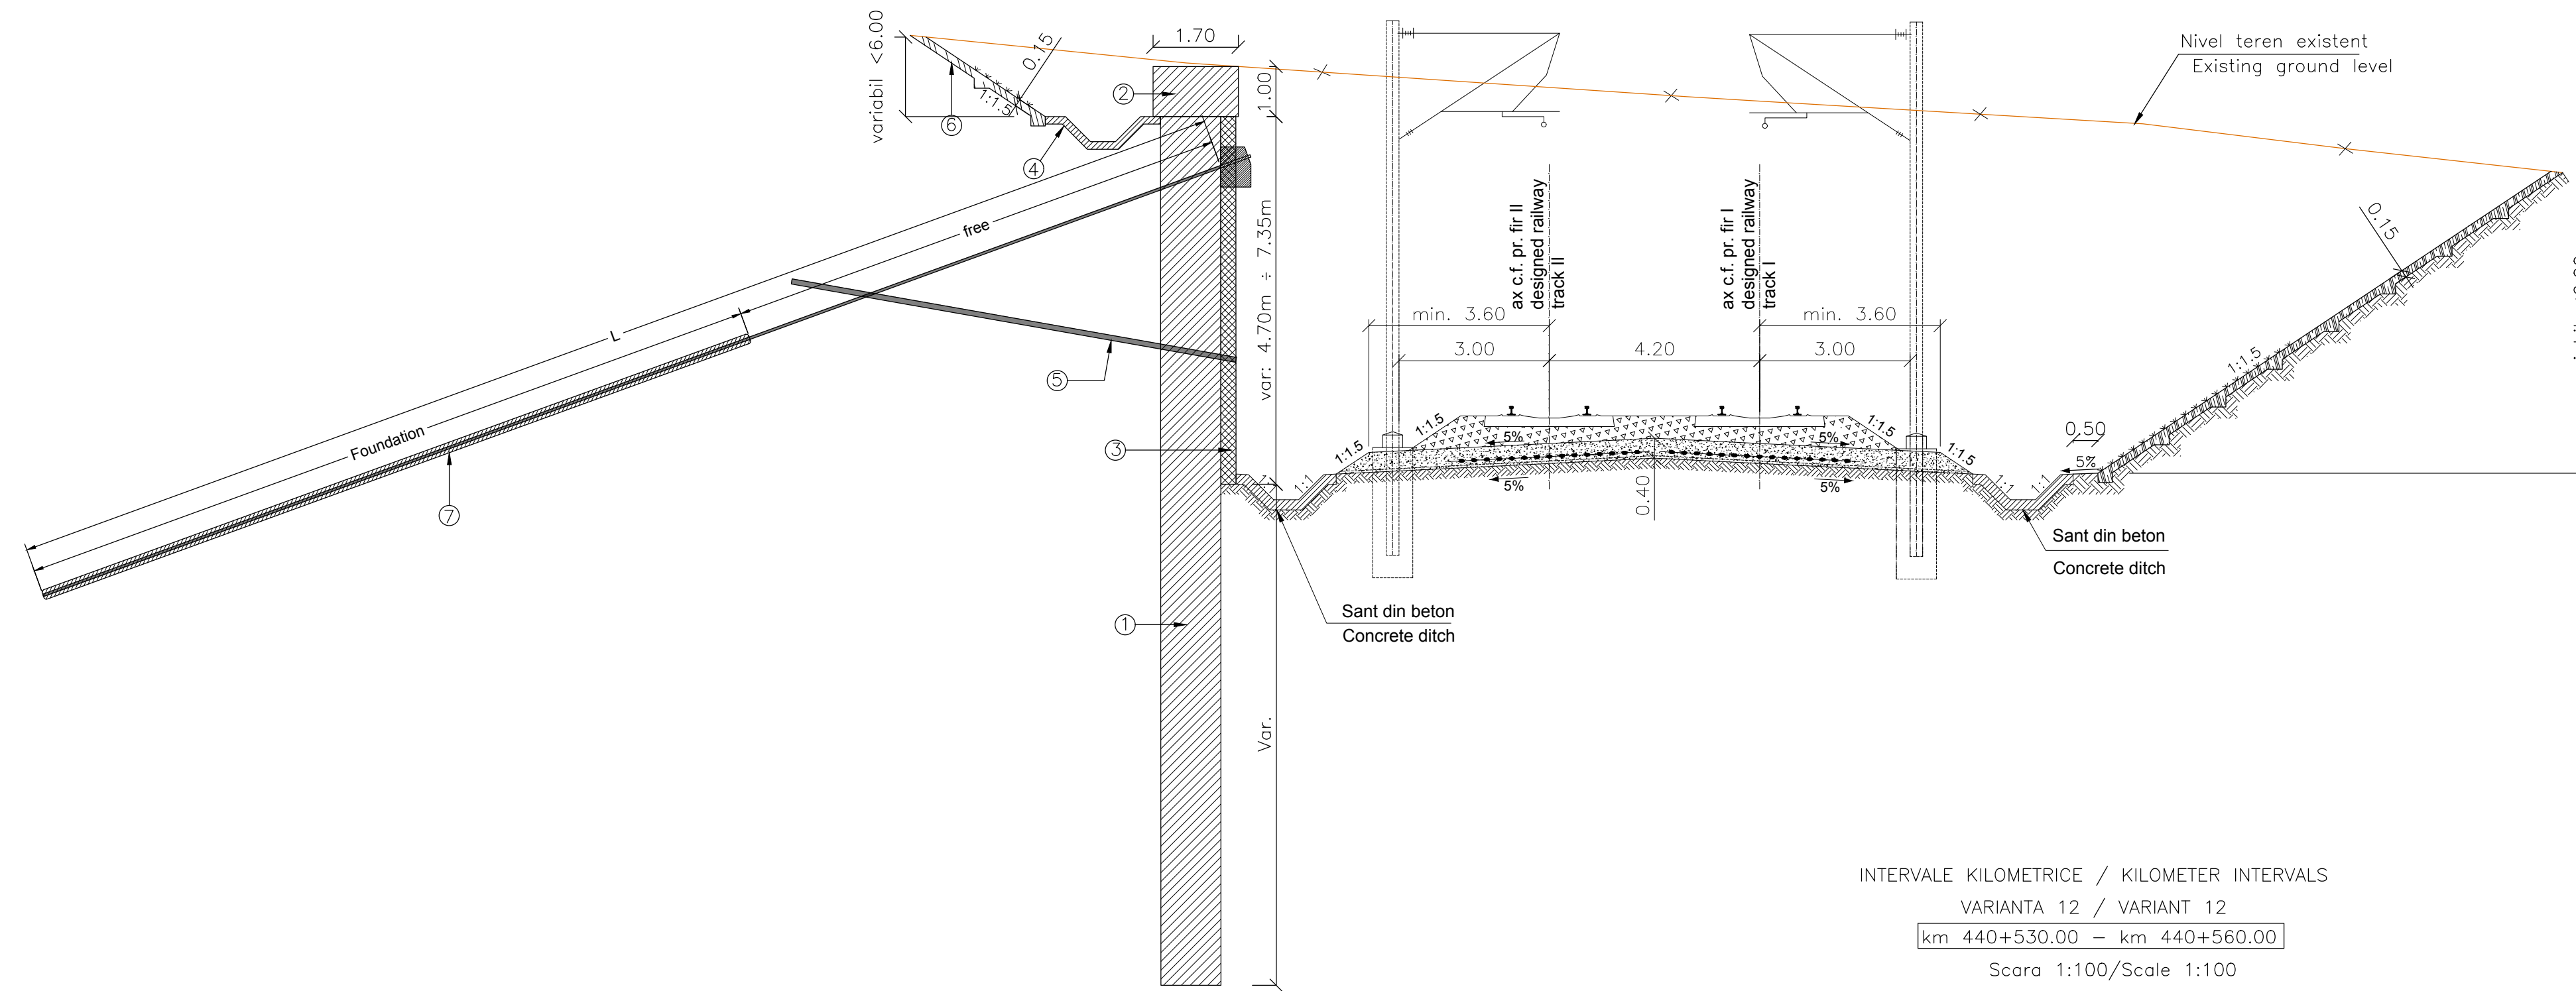 variabil <6.00
0.15
1:1.5
6
4
1.70
2
1.00
Nivel teren existent
Existing ground level
L
free
Foundation
7
5
3
1
var: 4.70m ÷ 7.35m
Var.
ax c.f. pr. fir II
designed railway
track II
ax c.f. pr. fir I
designed railway
track I
min. 3.60
min. 3.60
3.00
4.20
3.00
1:1.5
1:1.5
5%
5%
1:1.5
1:1.5
5%
5%
0.40
1:1
1:1
1:1
1:1
5%
0.50
1:1.5
0.15
Sant din beton
Concrete ditch
Sant din beton
Concrete ditch
INTERVALE KILOMETRICE / KILOMETER INTERVALS
VARIANTA 12 / VARIANT 12
km 440+530.00 – km 440+560.00
Scara 1:100/Scale 1:100